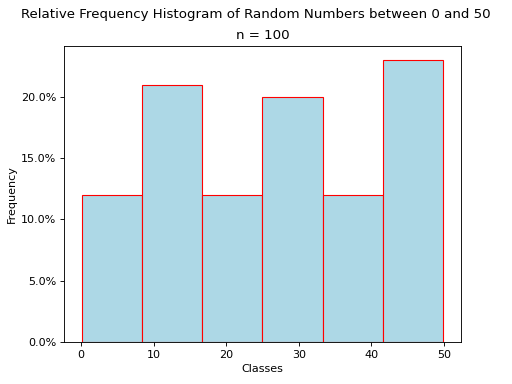 Relative Frequency Histogram of Random Numbers between 0 and 50
n = 100
20.0%
15.0%
10.0%
5.0%
0.0%
Frequency
0 10 20 30 40 50
Classes